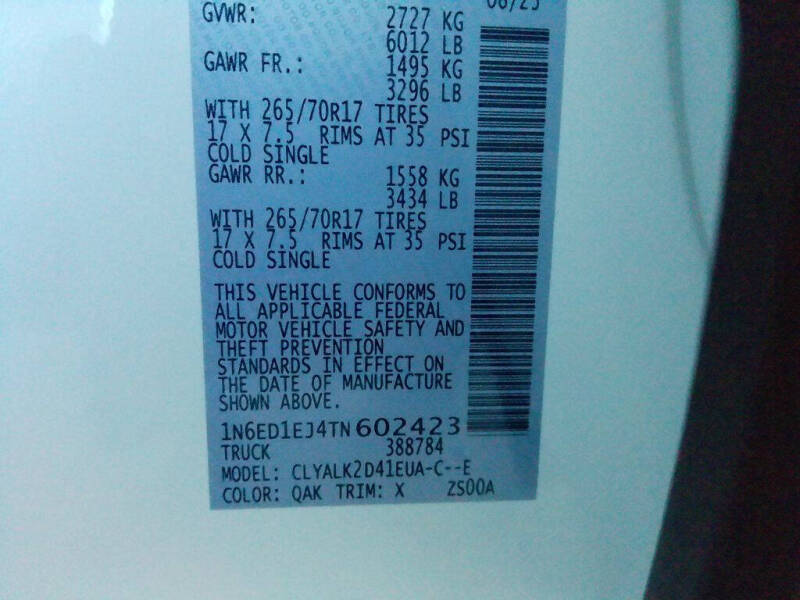 08/25
GVWR: 2727 KG
6012 LB
GAWR FR.: 1495 KG
3296 LB
WITH 265/70R17 TIRES
17 X 7.5 RIMS AT 35 PSI
COLD SINGLE
GAWR RR.: 1558 KG
3434 LB
WITH 265/70R17 TIRES
17 X 7.5 RIMS AT 35 PSI
COLD SINGLE
THIS VEHICLE CONFORMS TO
ALL APPLICABLE FEDERAL
MOTOR VEHICLE SAFETY AND
THEFT PREVENTION
STANDARDS IN EFFECT ON
THE DATE OF MANUFACTURE
SHOWN ABOVE.
1N6ED1EJ4TN602423
TRUCK 388784
MODEL: CLYALK2D41EUA-C--E
COLOR: QAK TRIM: X ZS00A